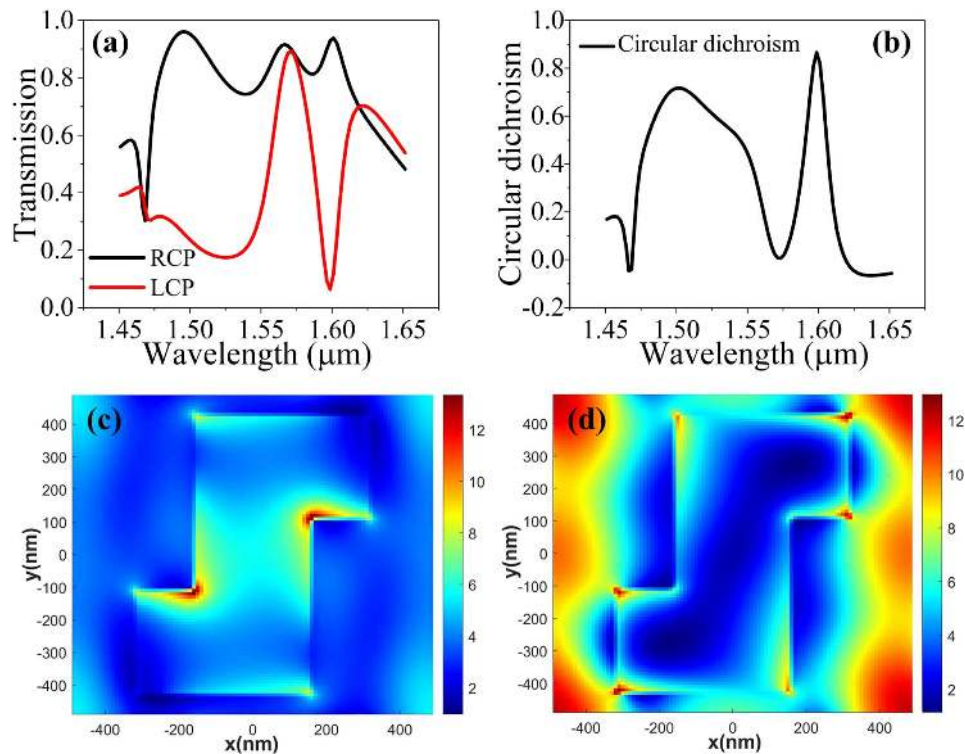 (a)
Transmission
1.0
0.8
0.6
0.4
0.2
0.0
RCP
LCP
1.45 1.50 1.55 1.60 1.65
Wavelength (μm)
(b)
Circular dichroism
Circular dichroism
1.0
0.8
0.6
0.4
0.2
0.0
-0.2
1.45 1.50 1.55 1.60 1.65
Wavelength (μm)
(c)
y(nm)
400
300
200
100
0
-100
-200
-300
-400
-400 -200 0 200 400
x(nm)
12
10
8
6
4
2
(d)
y(nm)
400
300
200
100
0
-100
-200
-300
-400
-400 -200 0 200 400
x(nm)
12
10
8
6
4
2